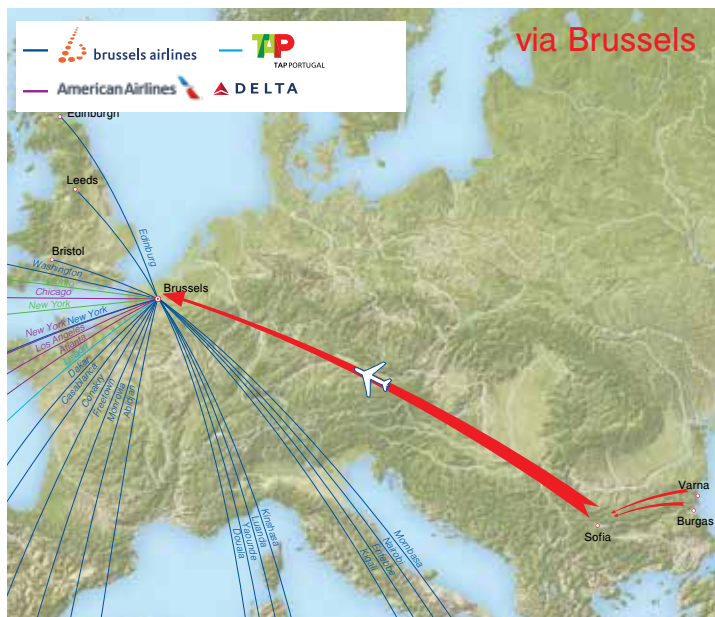 via Brussels
brussels airlines
TAP
TAP PORTUGAL
American Airlines
DELTA
Edinburgh
Leeds
Bristol
Edinburg
Washington
Brussels
Chicago
New York
New York
New York
Los Angeles
Atlanta
Dakar
Casablanca
Conakry
Freetown
Monrovia
Abidjan
Varna
Burgas
Sofia
Kinshasa
Luanda
Yaounde
Douala
Mombasa
Nairobi
Entebbe
Kigali